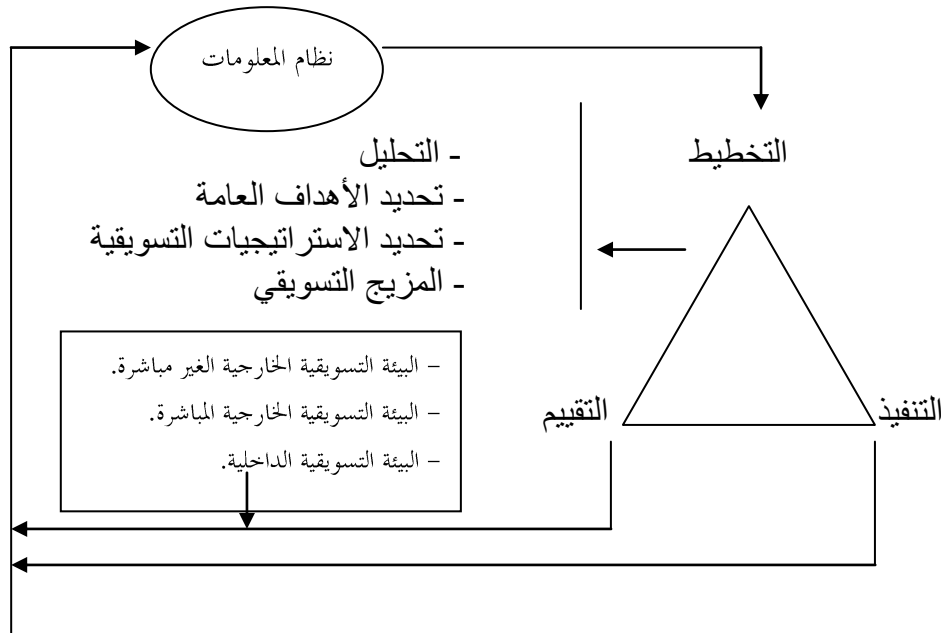 نظام المعلومات
التخطيط
- التحليل
- تحديد الأهداف العامة
- تحديد الاستراتيجيات التسويقية
- المزيج التسويقي
– البيئة التسويقية الخارجية الغير مباشرة.
– البيئة التسويقية الخارجية المباشرة.
– البيئة التسويقية الداخلية.
التنفيذ
التقييم